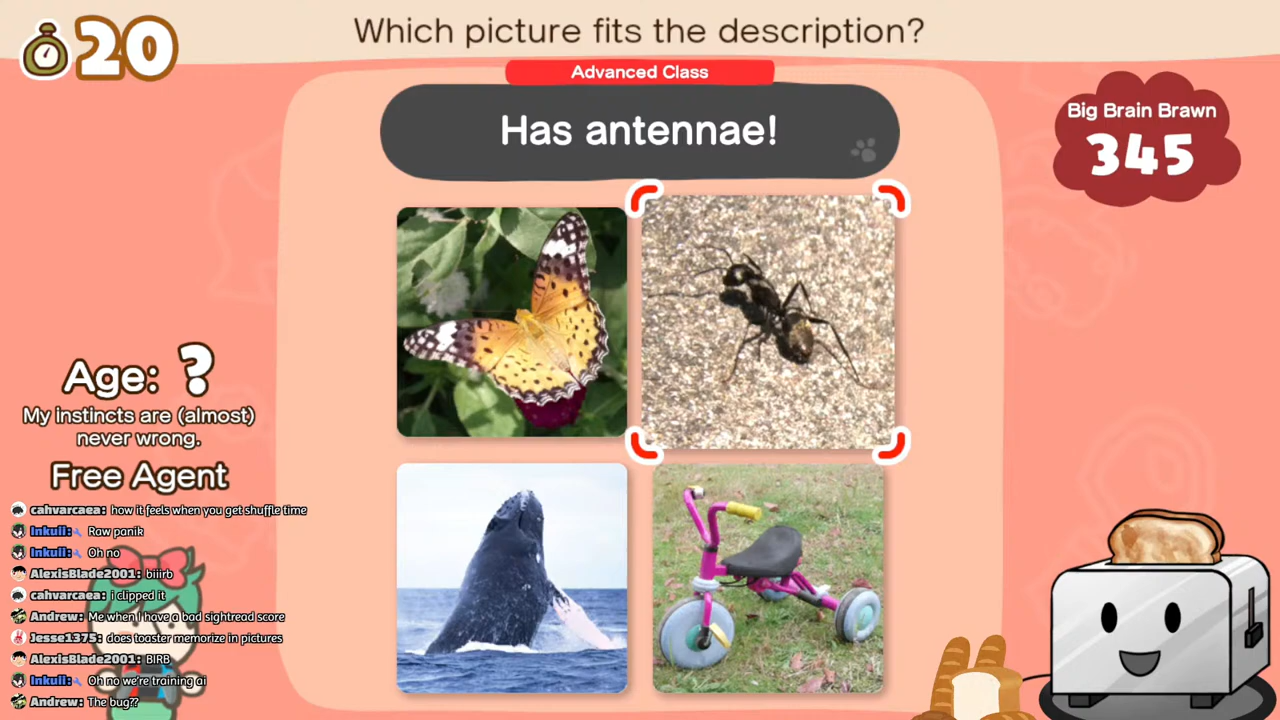 20
Which picture fits the description?
Advanced Class
Has antennae!
Big Brain Brawn
345
Age: ?
My instincts are (almost)
never wrong.
Free Agent
cahvarcaea: how it feels when you get shuffle time
Inkuii: Raw panik
Inkuii: Oh no
AlexisBlade2001: biiirb
cahvarcaea: i clipped it
Andrew: Me when I have a bad sightread score
Jesse1375: does toaster memorize in pictures
AlexisBlade2001: BIRB
Inkuii: Oh no we're training ai
Andrew: The bug??